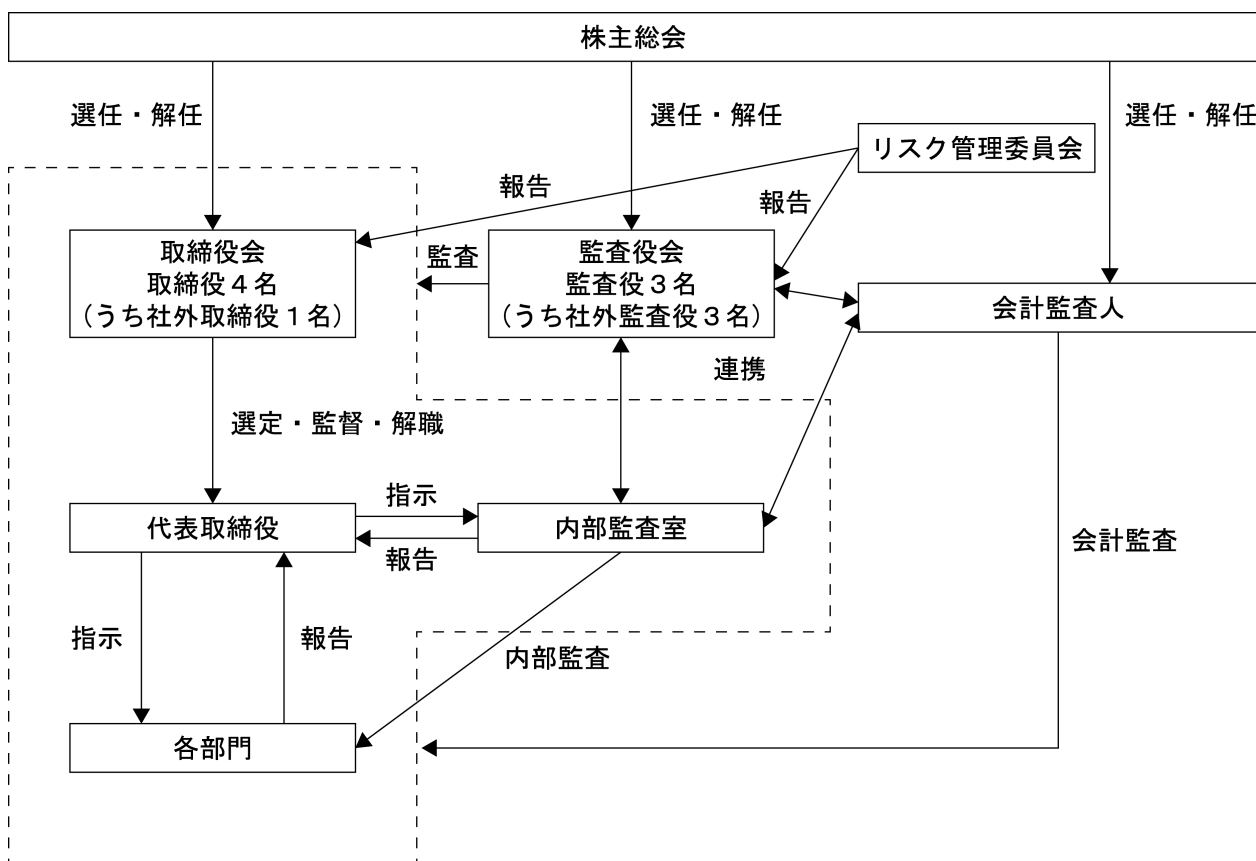 株主総会
選任・解任
選任・解任
選任・解任
リスク管理委員会
報告
報告
取締役会
取締役４名
（うち社外取締役１名）
監査
監査役会
監査役３名
（うち社外監査役３名）
会計監査人
連携
選定・監督・解職
代表取締役
指示
報告
内部監査室
会計監査
指示
報告
内部監査
各部門